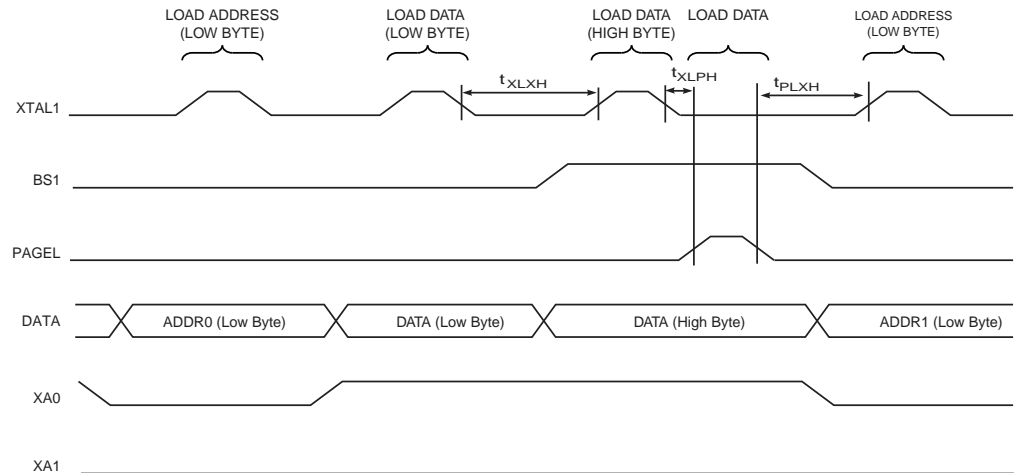 LOAD ADDRESS
(LOW BYTE)
LOAD DATA
(LOW BYTE)
LOAD DATA
(HIGH BYTE)
LOAD DATA
LOAD ADDRESS
(LOW BYTE)
tXLXH
tXLPH
tPLXH
XTAL1
BS1
PAGEL
DATA
ADDR0 (Low Byte)
DATA (Low Byte)
DATA (High Byte)
ADDR1 (Low Byte)
XA0
XA1